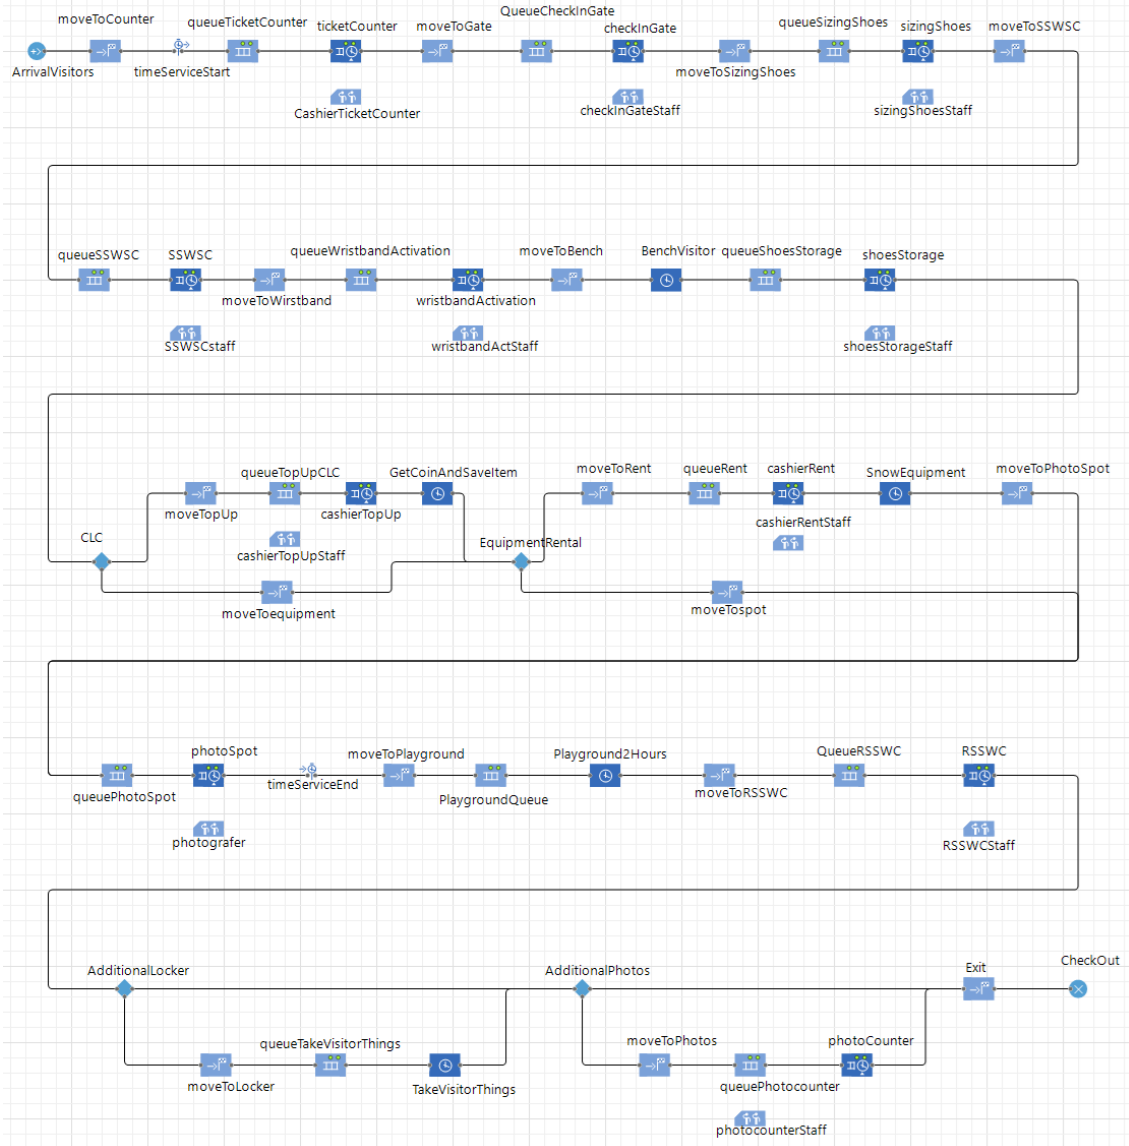 moveToCounter
queueTicketCounter
ticketCounter
moveToGate
QueueCheckInGate
checkInGate
queueSizingShoes
sizingShoes
moveToSSWSC
ArrivalVisitors
timeServiceStart
moveToSizingShoes
CashierTicketCounter
checkInGateStaff
sizingShoesStaff
queueSSWSC
SSWSC
queueWristbandActivation
moveToBench
BenchVisitor
queueShoesStorage
shoesStorage
moveToWirstband
wristbandActivation
SSWSCstaff
wristbandActStaff
shoesStorageStaff
queueTopUpCLC
GetCoinAndSaveItem
moveToRent
queueRent
cashierRent
SnowEquipment
moveToPhotoSpot
moveTopUp
cashierTopUp
cashierRentStaff
CLC
cashierTopUpStaff
EquipmentRental
moveToequipment
moveTospot
photoSpot
moveToPlayground
Playground2Hours
QueueRSSWC
RSSWC
queuePhotoSpot
timeServiceEnd
PlaygroundQueue
moveToRSSWC
photografer
RSSWCStaff
AdditionalLocker
AdditionalPhotos
Exit
CheckOut
queueTakeVisitorThings
moveToPhotos
photoCounter
moveToLocker
TakeVisitorThings
queuePhotocounter
photocounterStaff